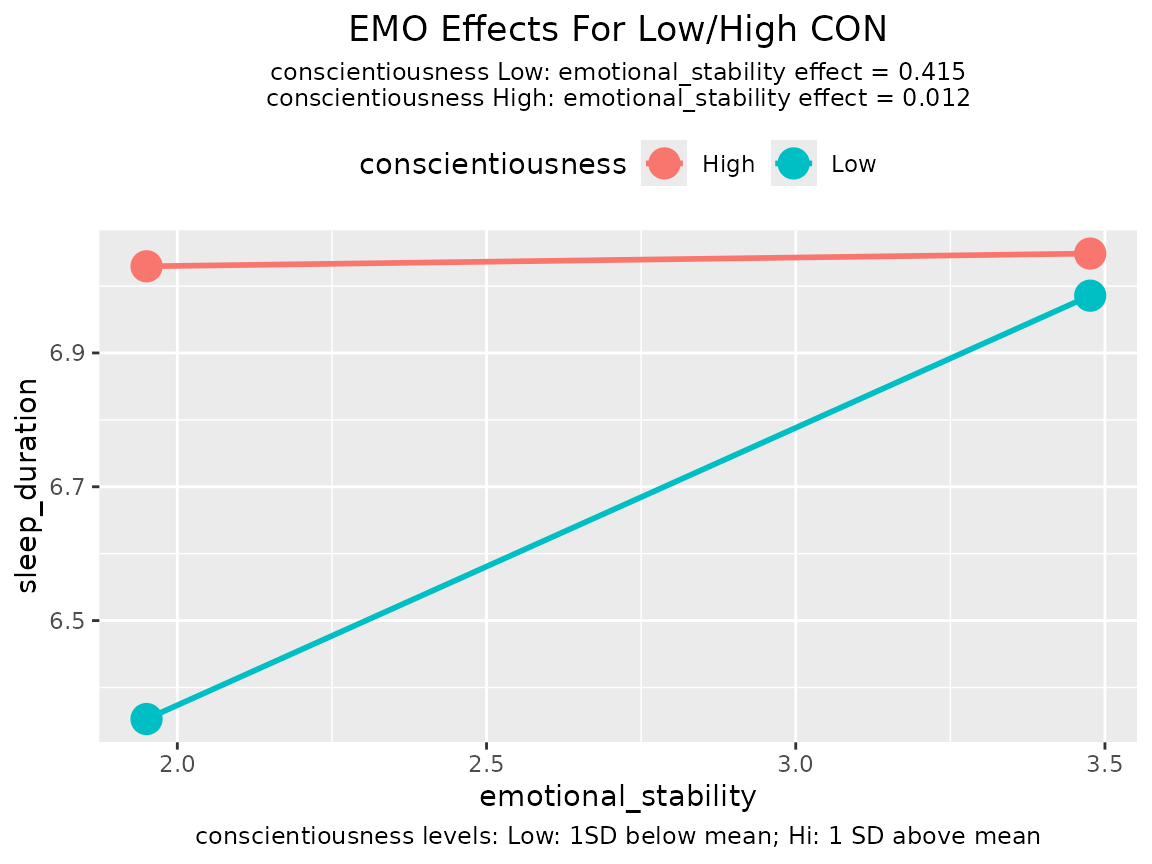 EMO Effects For Low/High CON
conscientiousness Low: emotional_stability effect = 0.415
conscientiousness High: emotional_stability effect = 0.012
conscientiousness High Low
6.9
6.7
6.5
sleep_duration
2.0 2.5 3.0 3.5
emotional_stability
conscientiousness levels: Low: 1SD below mean; Hi: 1 SD above mean